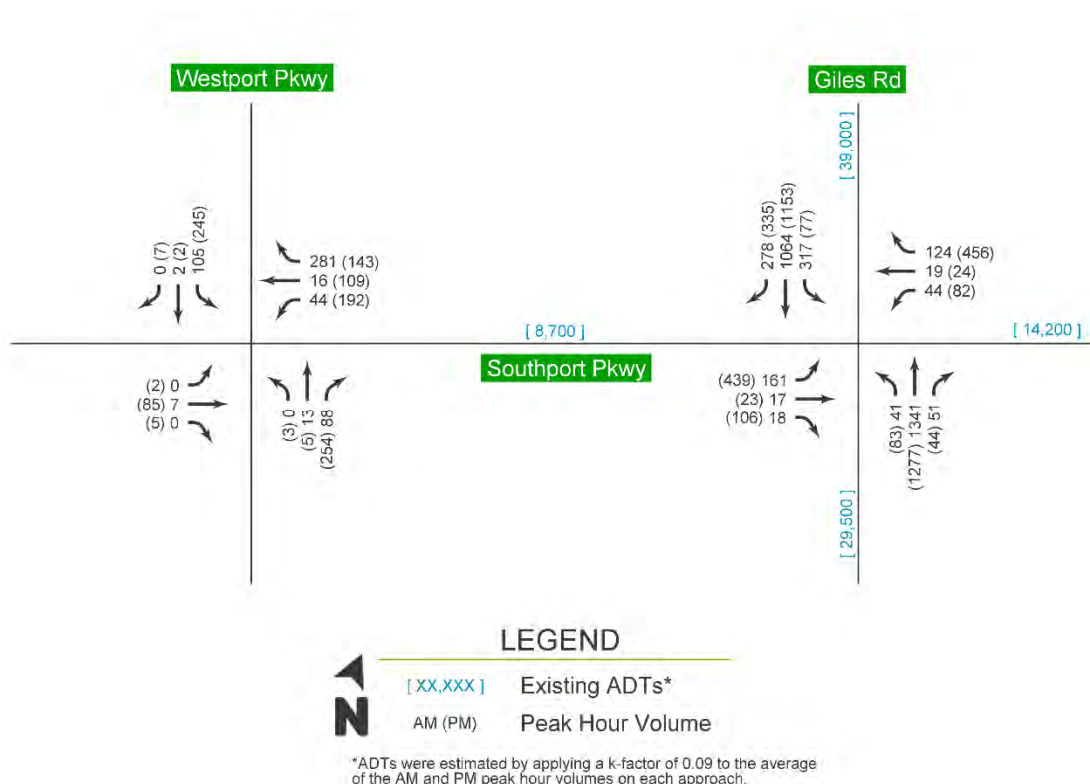 Westport Pkwy
Giles Rd
[ 39,000 ]
0 (7)
2 (2)
105 (245)
281 (143)
16 (109)
44 (192)
278 (335)
1064 (1153)
317 (77)
124 (456)
19 (24)
44 (82)
[ 8,700 ]
[ 14,200 ]
Southport Pkwy
(2) 0
(85) 7
(5) 0
(3) 0
(5) 13
(254) 88
(439) 161
(23) 17
(106) 18
(83) 41
(1277) 1341
(44) 51
[ 29,500 ]
LEGEND
[ XX,XXX ] Existing ADTs*
N AM (PM) Peak Hour Volume
*ADTs were estimated by applying a k-factor of 0.09 to the average
of the AM and PM peak hour volumes on each approach.